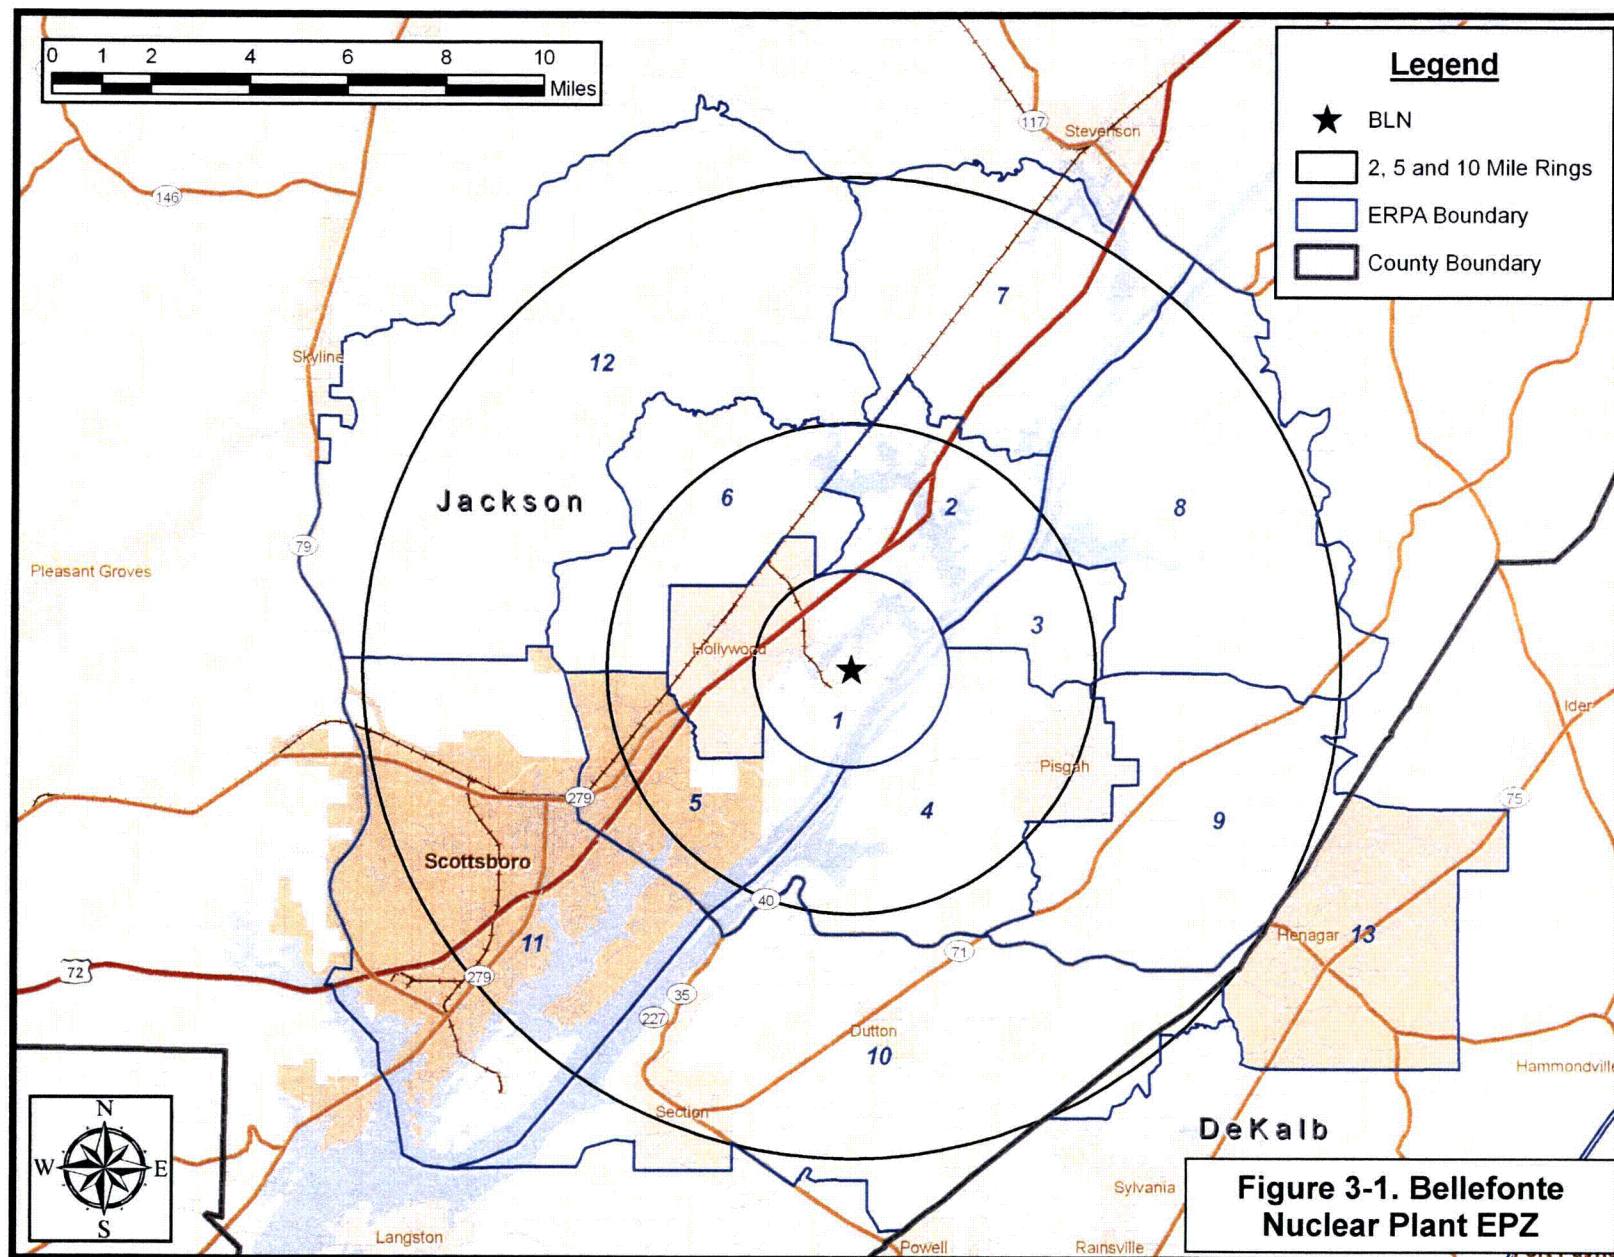 0 1 2 4 6 8 10
Miles
Legend
BLN
2, 5 and 10 Mile Rings
ERPA Boundary
County Boundary
117
Stevenson
146
7
Skyline
12
Jackson
6
2
8
79
Pleasant Groves
3
Hollywood
1
Ider
Pisgah
279
5
4
9
75
Scottsboro
40
11
Henagar
13
71
72
279
35
227
Dutton
10
Hammondville
Section
DeKalb
N
W E
S
Sylvania
Figure 3-1. Bellefonte
Nuclear Plant EPZ
Langston
Powell
Rainsville